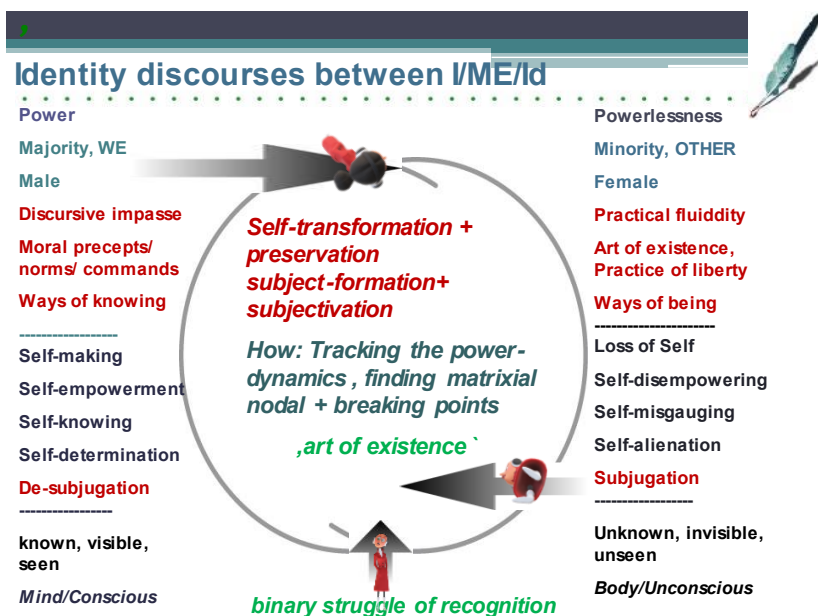 Identity discourses between I/ME/Id
Power
Majority, WE
Male
Discursive impasse
Moral precepts/
norms/ commands
Ways of knowing
------------------
Self-making
Self-empowerment
Self-knowing
Self-determination
De-subjugation
-----------------
known, visible,
seen
Mind/Conscious
Self-transformation +
preservation
subject-formation+
subjectivation
How: Tracking the power-
dynamics , finding matrixial
nodal + breaking points
‚art of existence `
binary struggle of recognition
Powerlessness
Minority, OTHER
Female
Practical fluiddity
Art of existence,
Practice of liberty
Ways of being
----------------------
Loss of Self
Self-disempowering
Self-misgauging
Self-alienation
Subjugation
------------------
Unknown, invisible,
unseen
Body/Unconscious